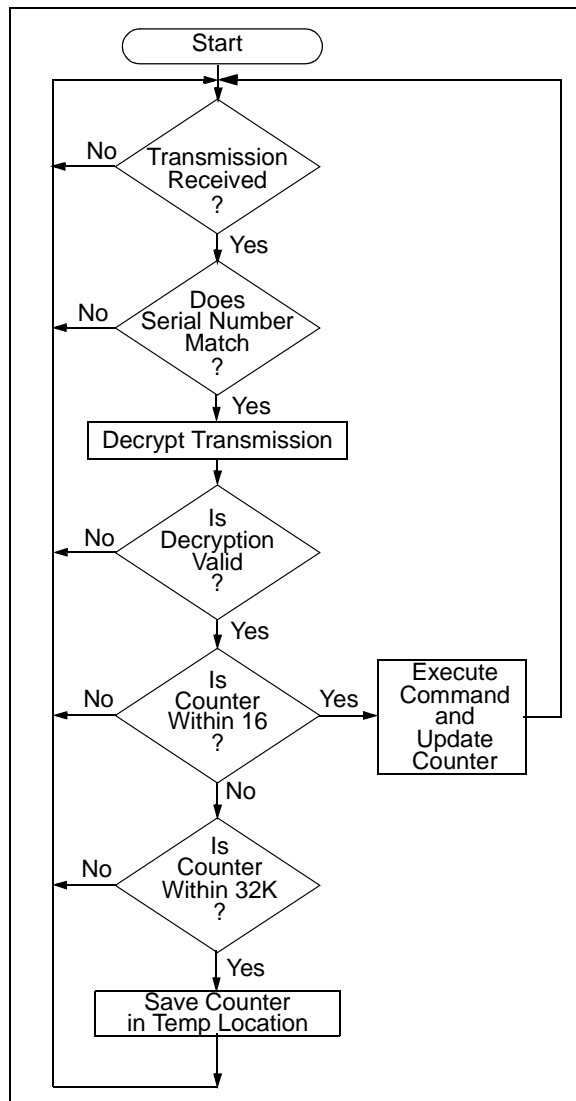 Start
No
Transmission
Received
?
Yes
Does
Serial Number
Match
?
No
Yes
Decrypt Transmission
Is
Decryption
Valid
?
No
Yes
Is
Counter
Within 16
?
No
Yes
Execute
Command
and
Update
Counter
No
Is
Counter
Within 32K
?
No
Yes
Save Counter
in Temp Location